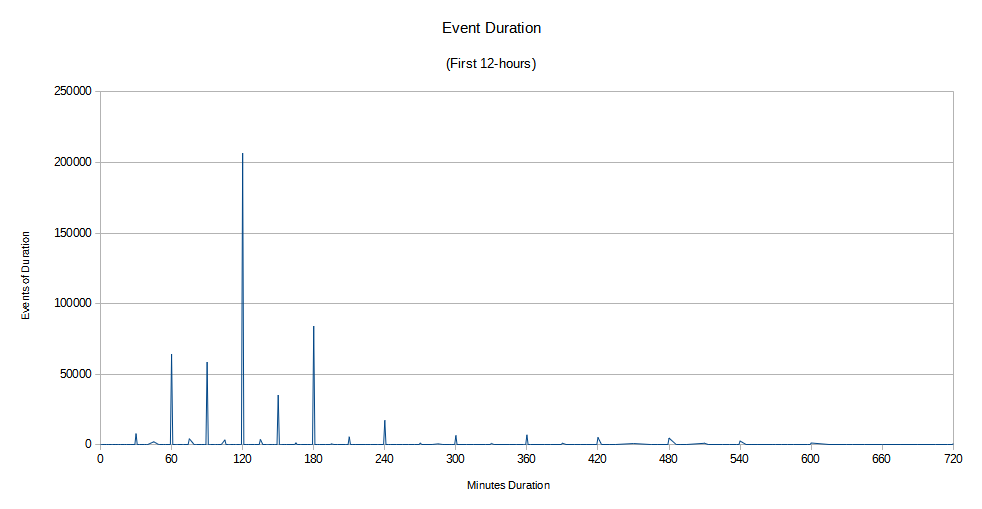 Event Duration
(First 12-hours)
250000
200000
150000
100000
50000
0
Events of Duration
0 60 120 180 240 300 360 420 480 540 600 660 720
Minutes Duration